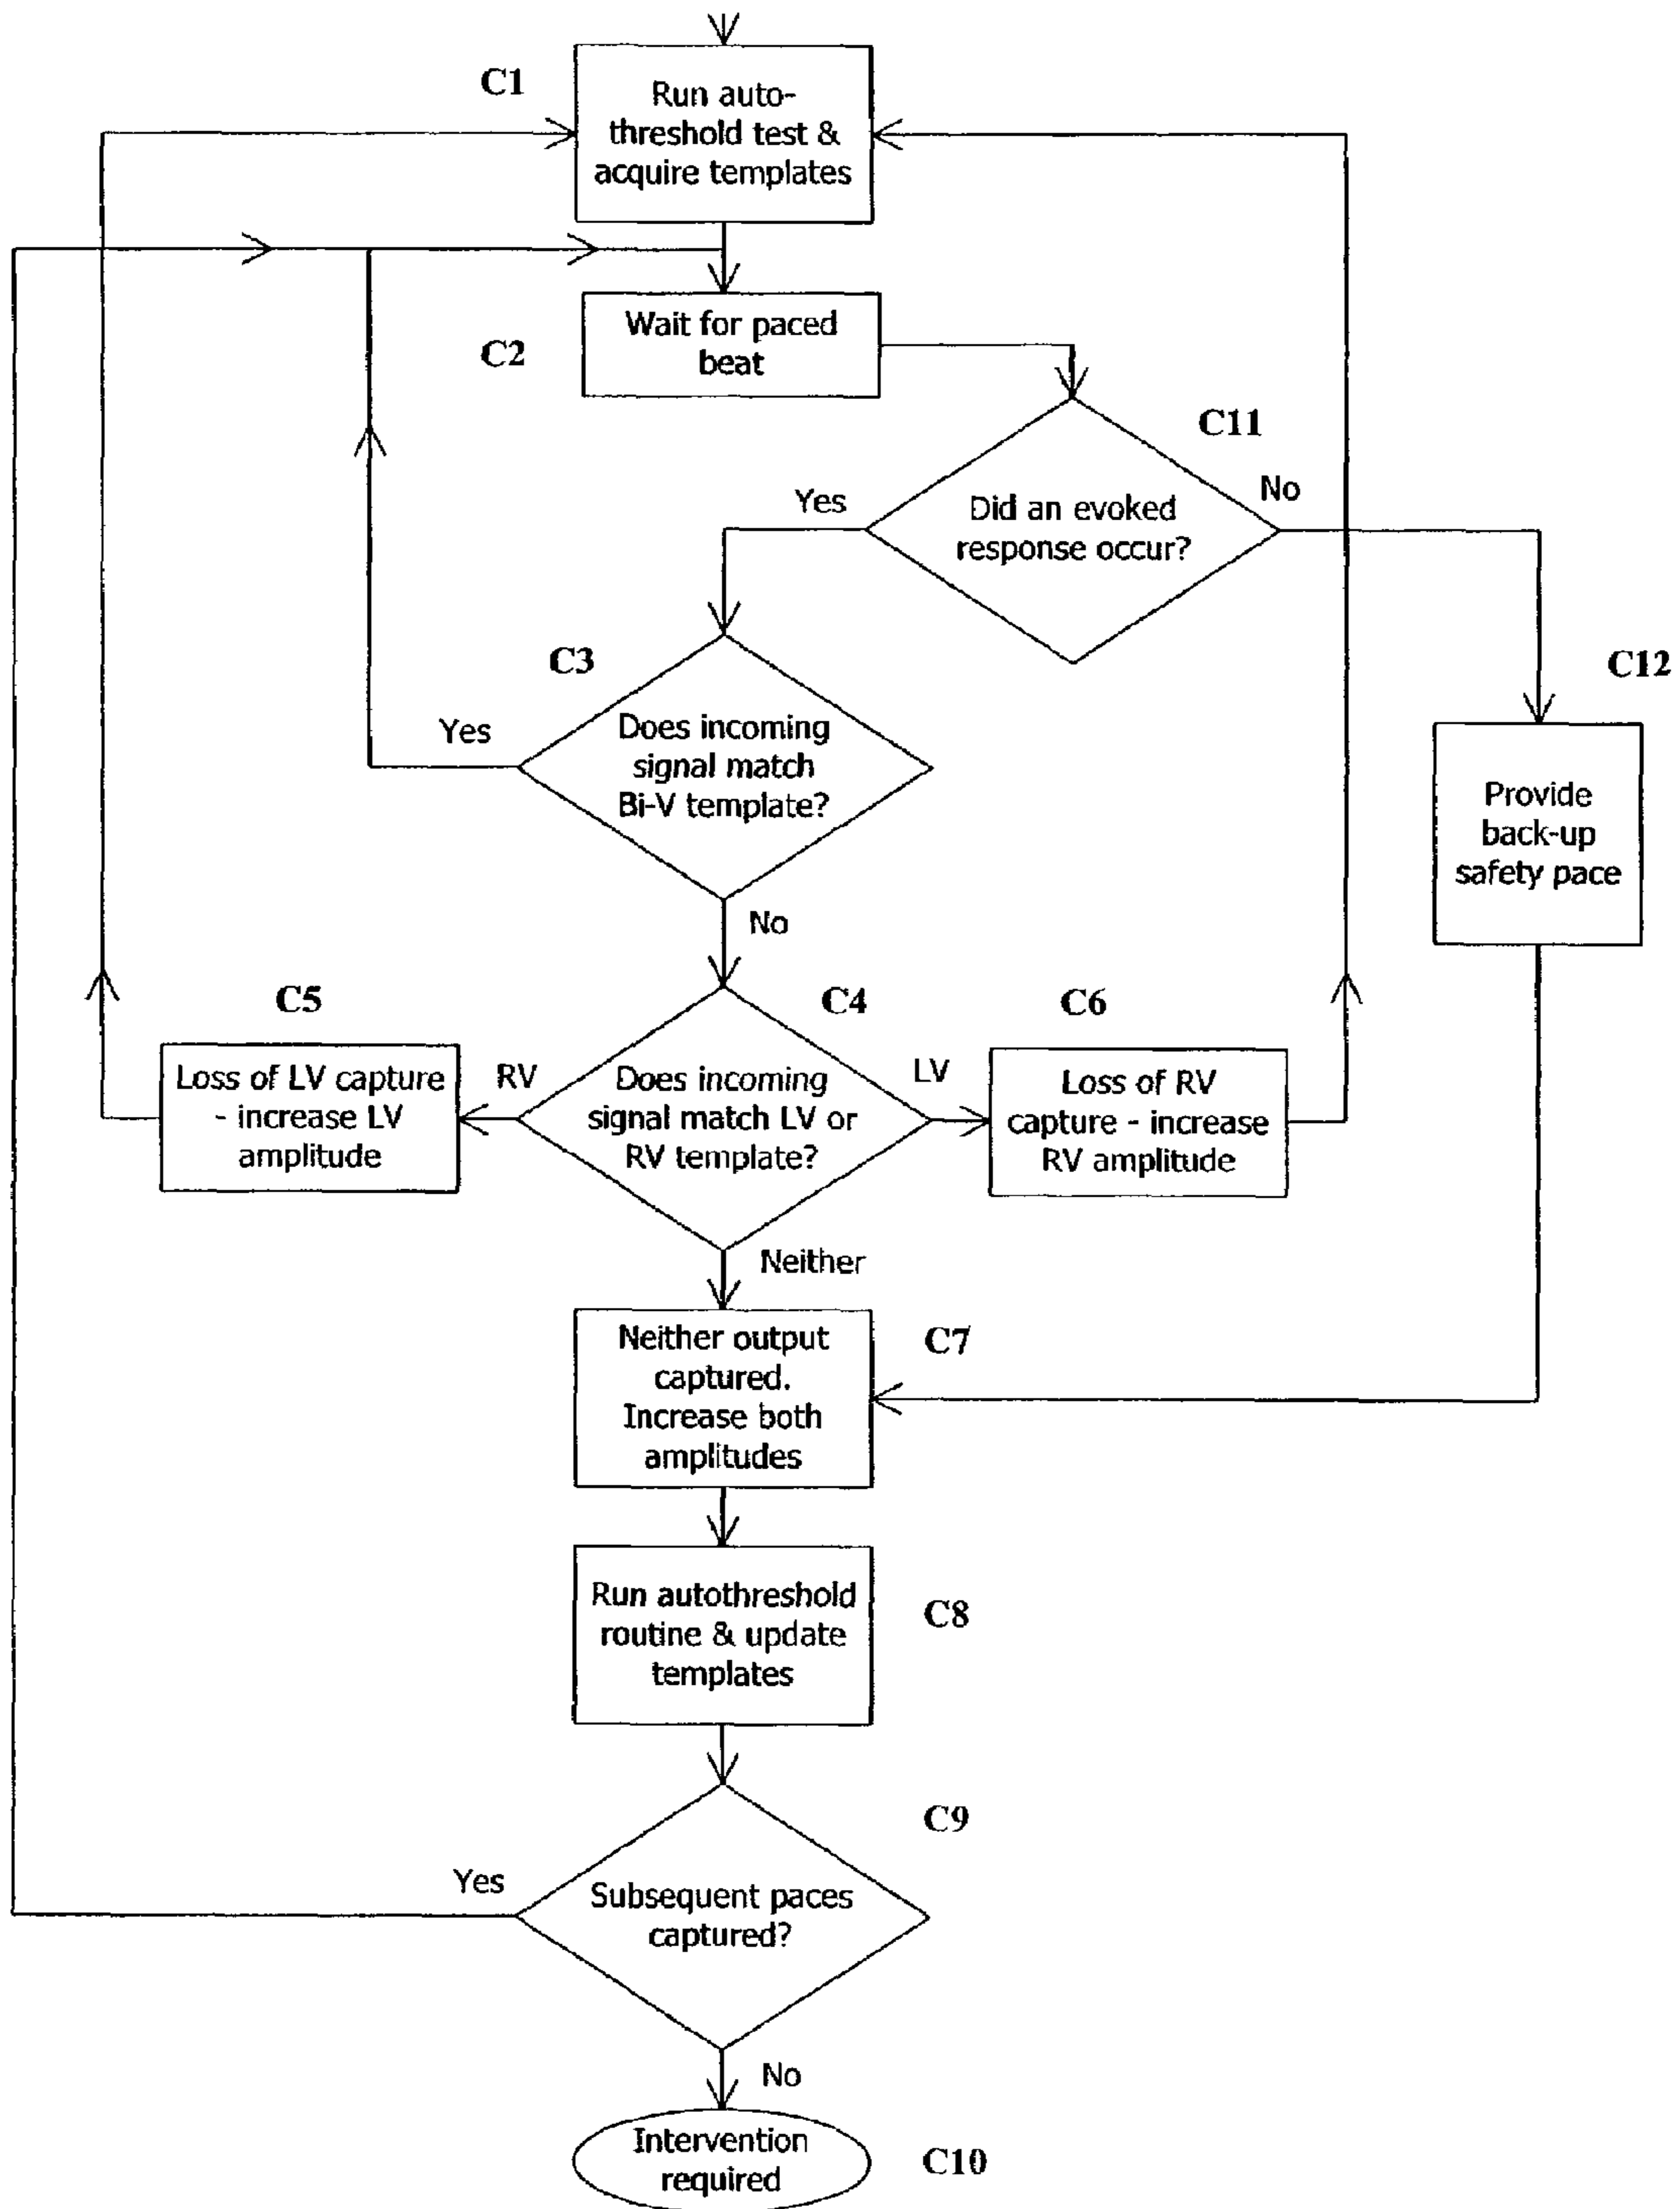 C1
Run auto-
threshold test &
acquire templates
C2
Wait for paced
beat
C11
Yes
No
Did an evoked
response occur?
C3
C12
Yes
Does incoming
signal match
Bi-V template?
Provide
back-up
safety pace
No
C5
C4
C6
Loss of LV capture
- increase LV
amplitude
RV
Does incoming
signal match LV or
RV template?
LV
Loss of RV
capture - increase
RV amplitude
Neither
Neither output
captured.
Increase both
amplitudes
C7
Run autothreshold
routine & update
templates
C8
C9
Yes
Subsequent paces
captured?
No
Intervention
required
C10